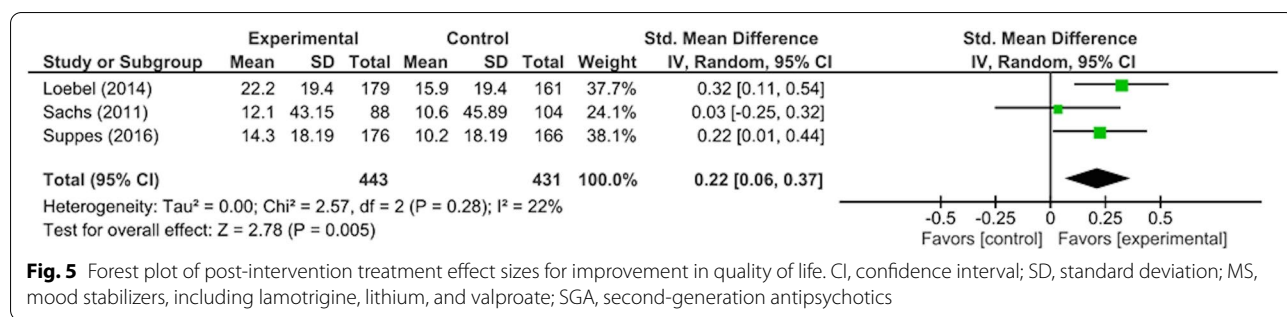 Experimental Control Std. Mean Difference Std. Mean Difference
Study or Subgroup Mean SD Total Mean SD Total Weight IV, Random, 95% CI IV, Random, 95% CI
Loebel (2014) 22.2 19.4 179 15.9 19.4 161 37.7% 0.32 [0.11, 0.54]
Sachs (2011) 12.1 43.15 88 10.6 45.89 104 24.1% 0.03 [-0.25, 0.32]
Suppes (2016) 14.3 18.19 176 10.2 18.19 166 38.1% 0.22 [0.01, 0.44]
Total (95% CI) 443 431 100.0% 0.22 [0.06, 0.37]
Heterogeneity: Tau² = 0.00; Chi² = 2.57, df = 2 (P = 0.28); I² = 22%
Test for overall effect: Z = 2.78 (P = 0.005)
-0.5 -0.25 0 0.25 0.5
Favors [control] Favors [experimental]
Fig. 5 Forest plot of post-intervention treatment effect sizes for improvement in quality of life. CI, confidence interval; SD, standard deviation; MS,
mood stabilizers, including lamotrigine, lithium, and valproate; SGA, second-generation antipsychotics